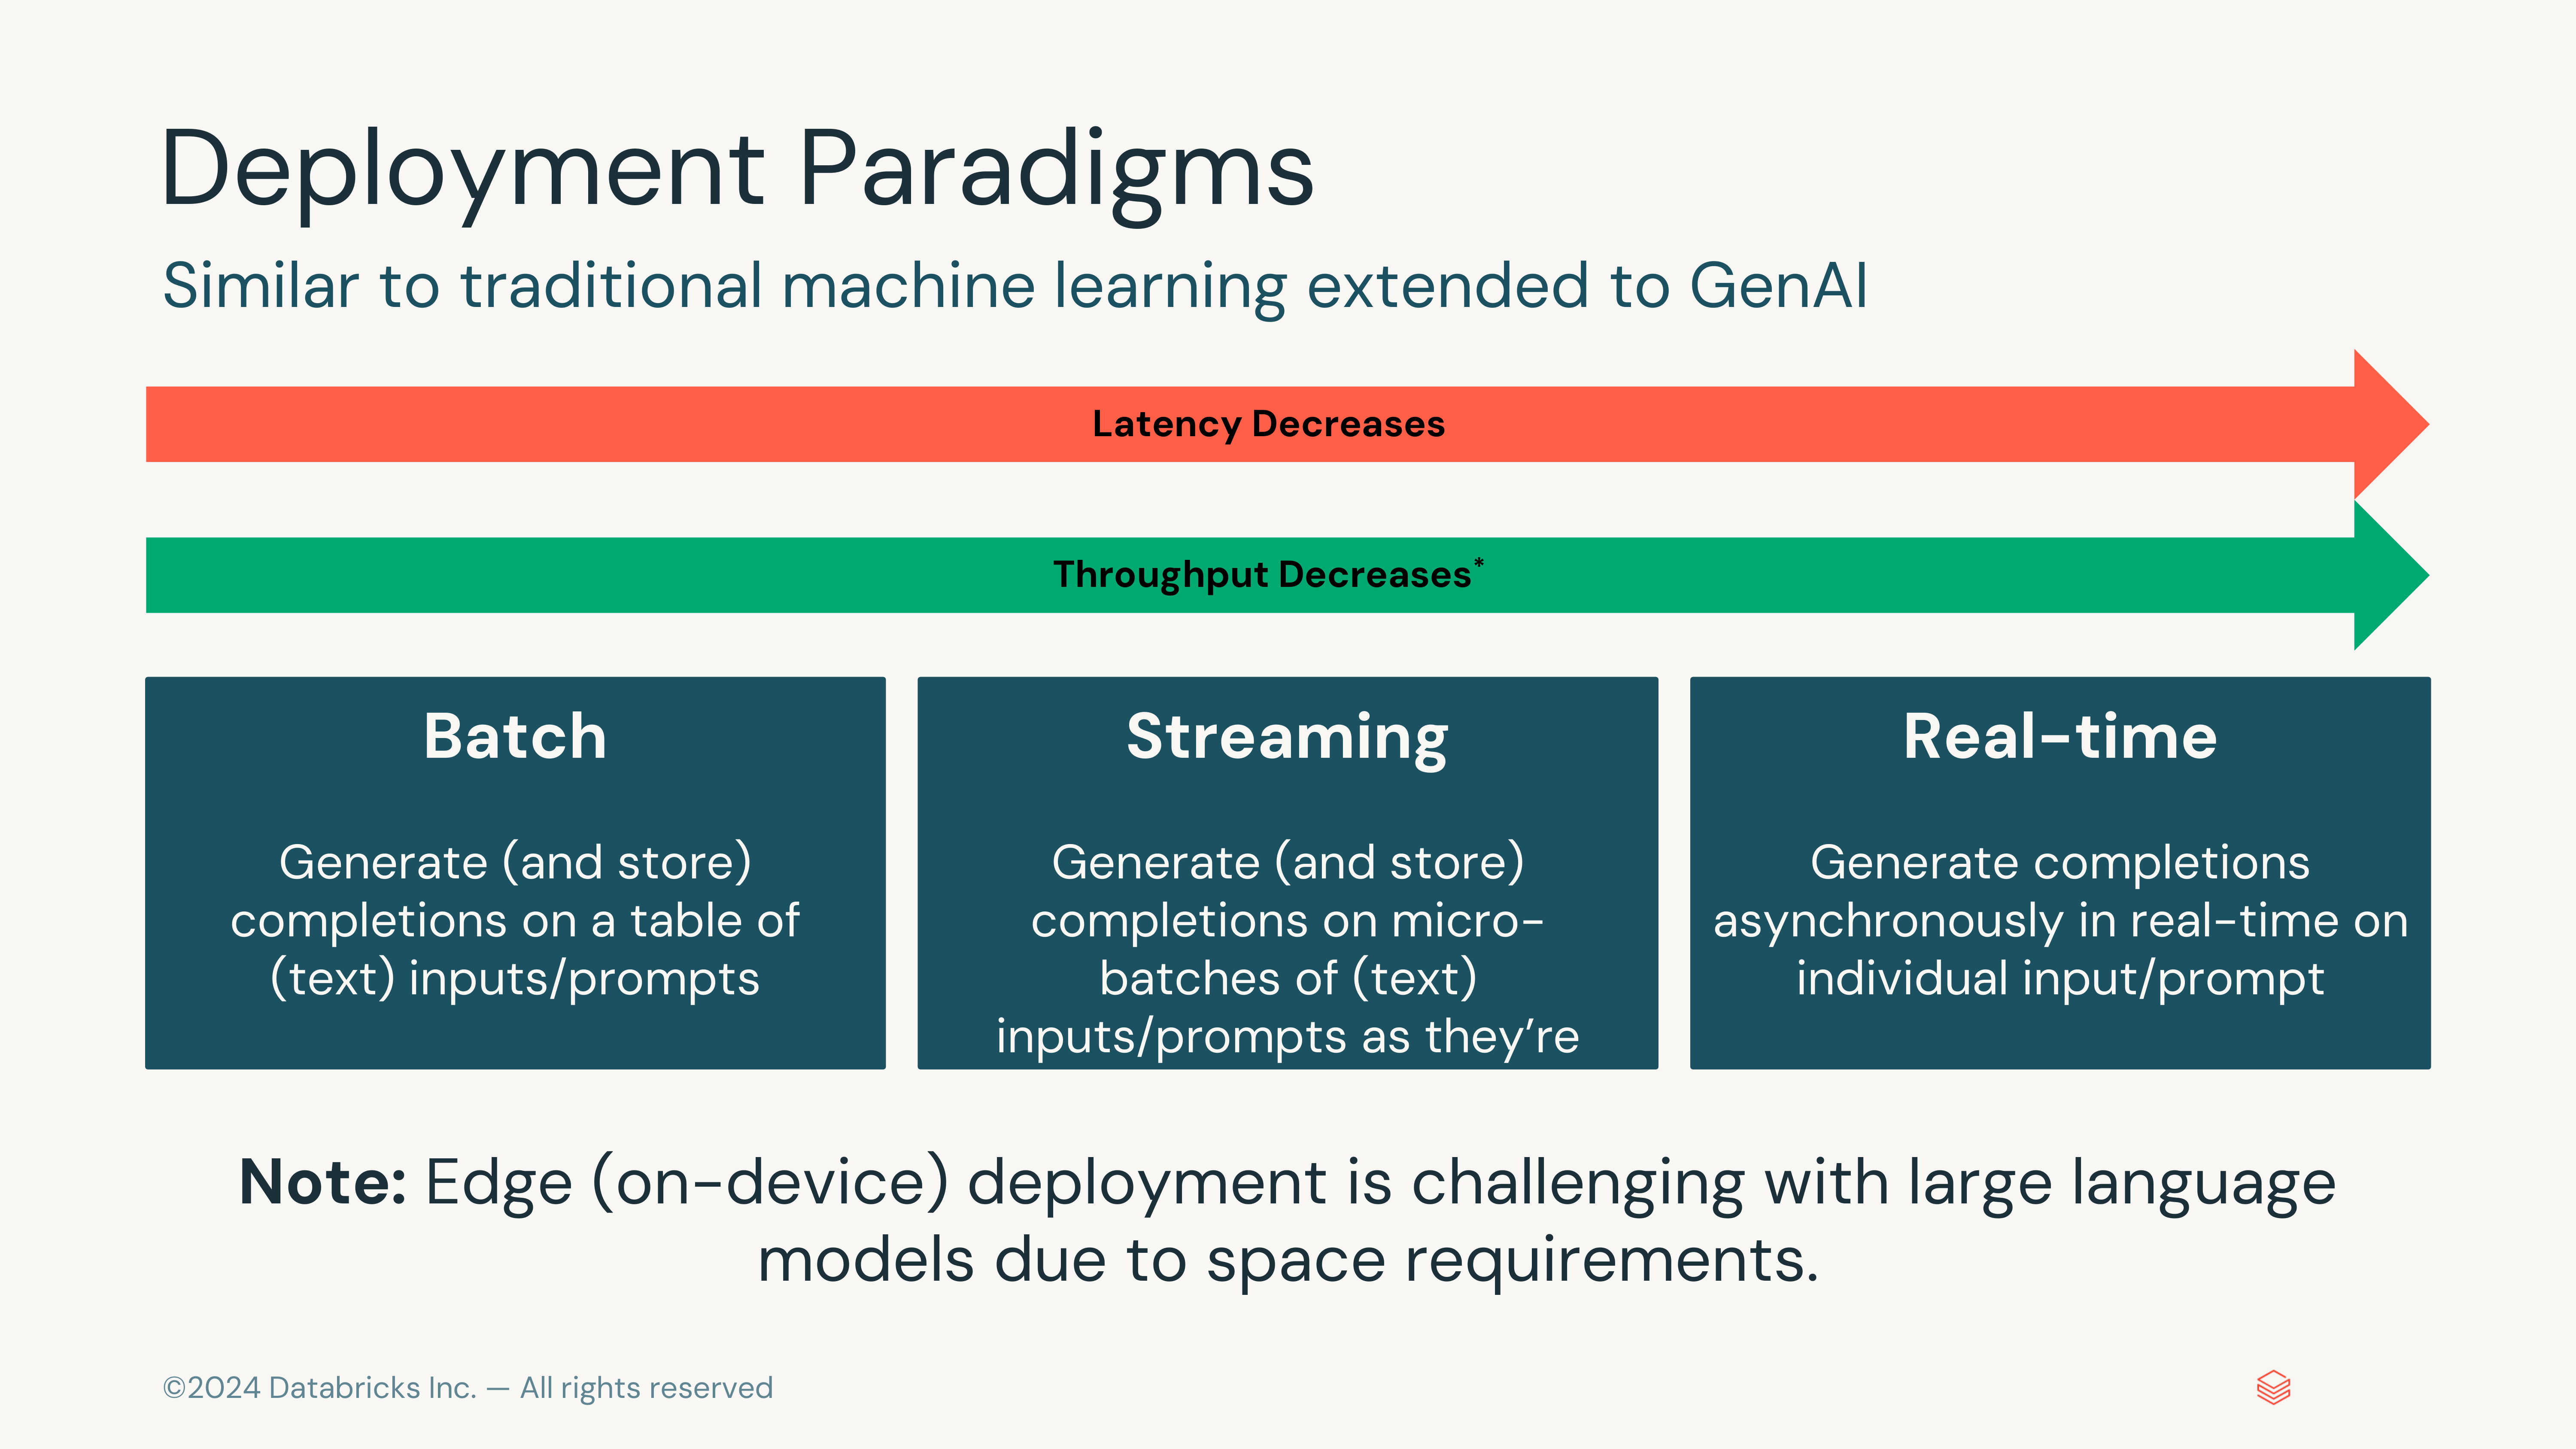 Deployment Paradigms
Similar to traditional machine learning extended to GenAI
Latency Decreases
Throughput Decreases*
Batch
Generate (and store)
completions on a table of
(text) inputs/prompts
Streaming
Generate (and store)
completions on micro-
batches of (text)
inputs/prompts as they’re
Real-time
Generate completions
asynchronously in real-time on
individual input/prompt
Note: Edge (on-device) deployment is challenging with large language
models due to space requirements.
©2024 Databricks Inc. — All rights reserved